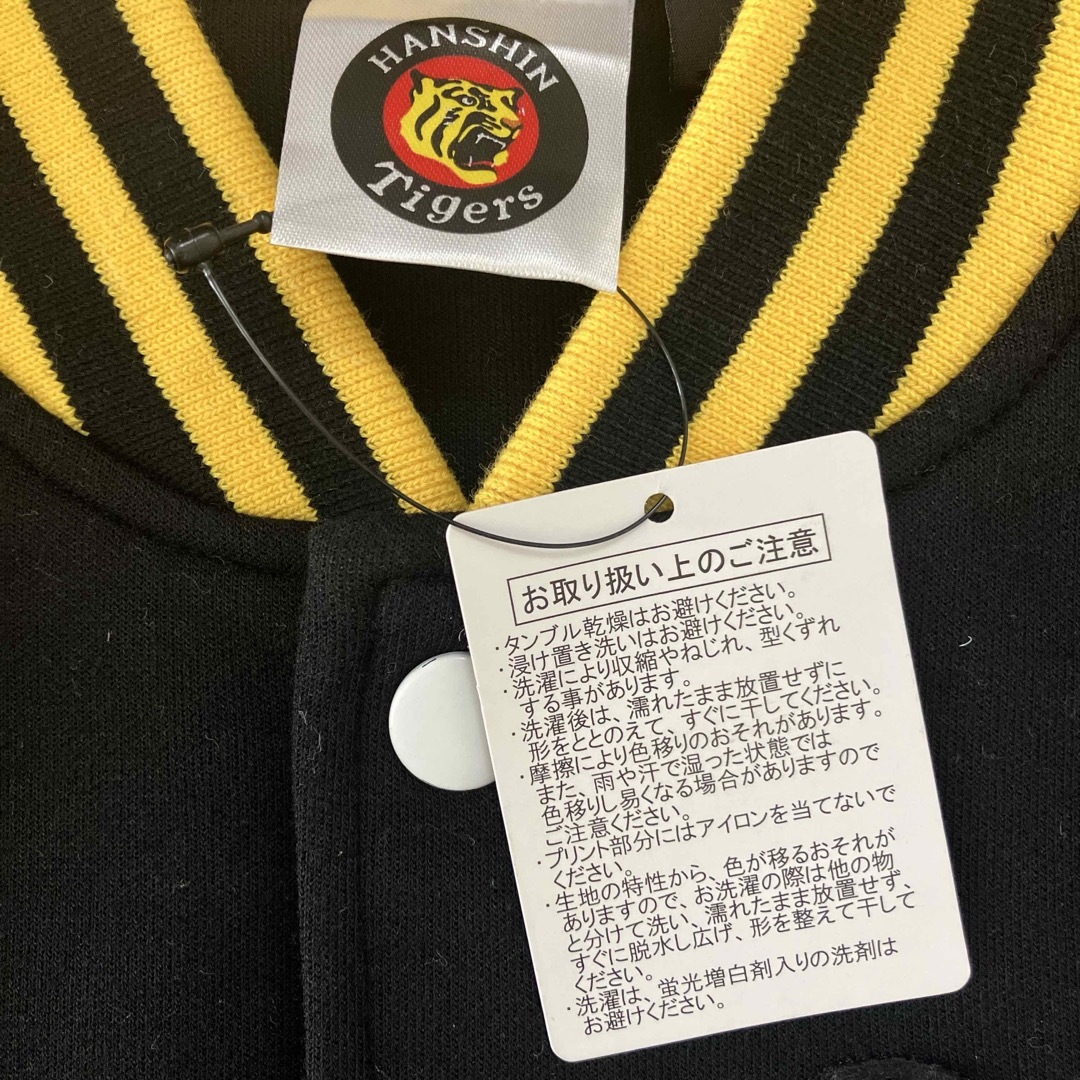 HANSHIN
Tigers
お取り扱い上のご注意
・タンブル乾燥はお避けください。
・浸け置き洗いはお避けください。
・洗濯により収縮やねじれ、型くずれ
する事があります。
・洗濯後は、濡れたまま放置せずに
形をととのえて、すぐに干してください。
・摩擦により色移りのおそれがあります。
また、雨や汗で湿った状態では
色移りし易くなる場合がありますので
ご注意ください。
・プリント部分にはアイロンを当てないで
ください。
・生地の特性から、色が移るおそれが
ありますので、お洗濯の際は他の物
と分けて洗い、濡れたまま放置せず、
すぐに脱水し広げ、形を整えて干して
ください。
・洗濯は、蛍光増白剤入りの洗剤は
お避けください。